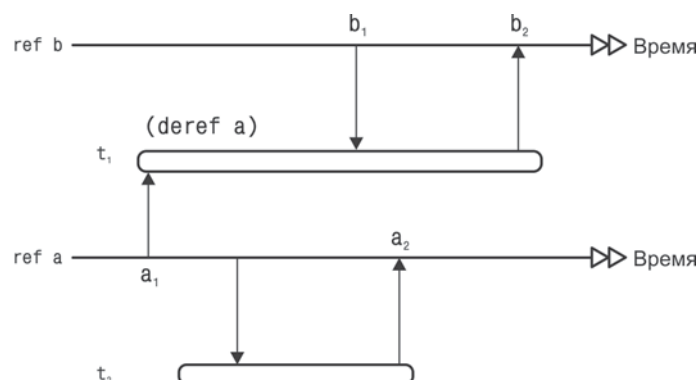 b₁ b₂
ref b Время
(deref a)
t₁
a₂
ref a Время
a₁
t₂